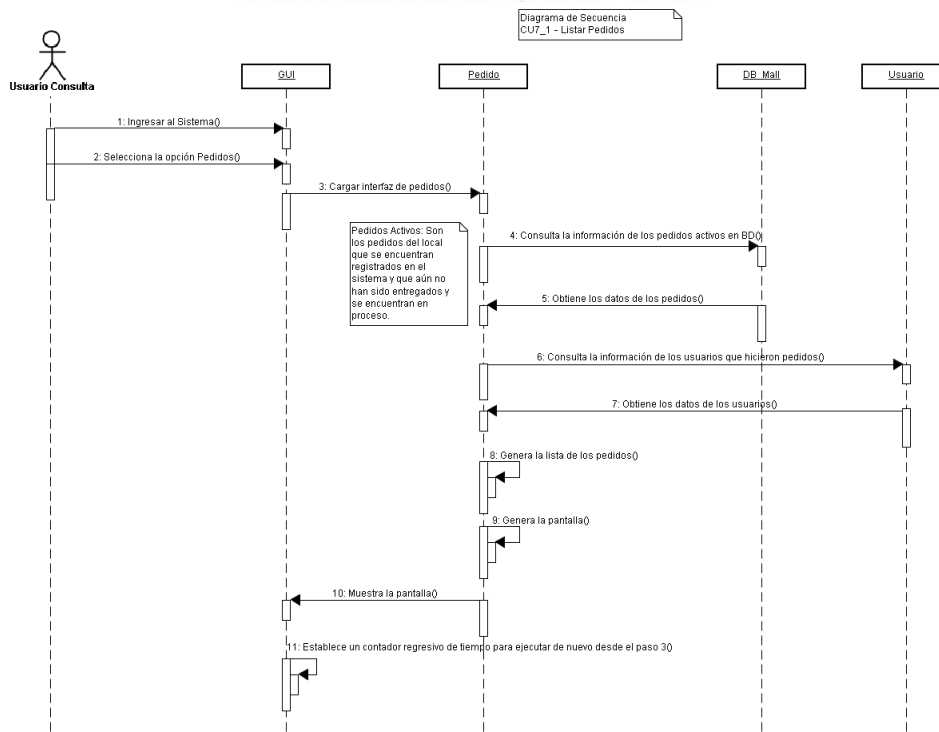 Diagrama de Secuencia
CU7_1 - Listar Pedidos
Usuario Consulta
GUI
Pedido
DB_Mall
Usuario
1: Ingresar al Sistema()
2: Selecciona la opción Pedidos()
3: Cargar interfaz de pedidos()
Pedidos Activos: Son
los pedidos del local
que se encuentran
registrados en el
sistema y que aún no
han sido entregados y
se encuentran en
proceso.
4: Consulta la información de los pedidos activos en BD()
5: Obtiene los datos de los pedidos()
6: Consulta la información de los usuarios que hicieron pedidos()
7: Obtiene los datos de los usuarios()
8: Genera la lista de los pedidos()
9: Genera la pantalla()
10: Muestra la pantalla()
11: Establece un contador regresivo de tiempo para ejecutar de nuevo desde el paso 3()